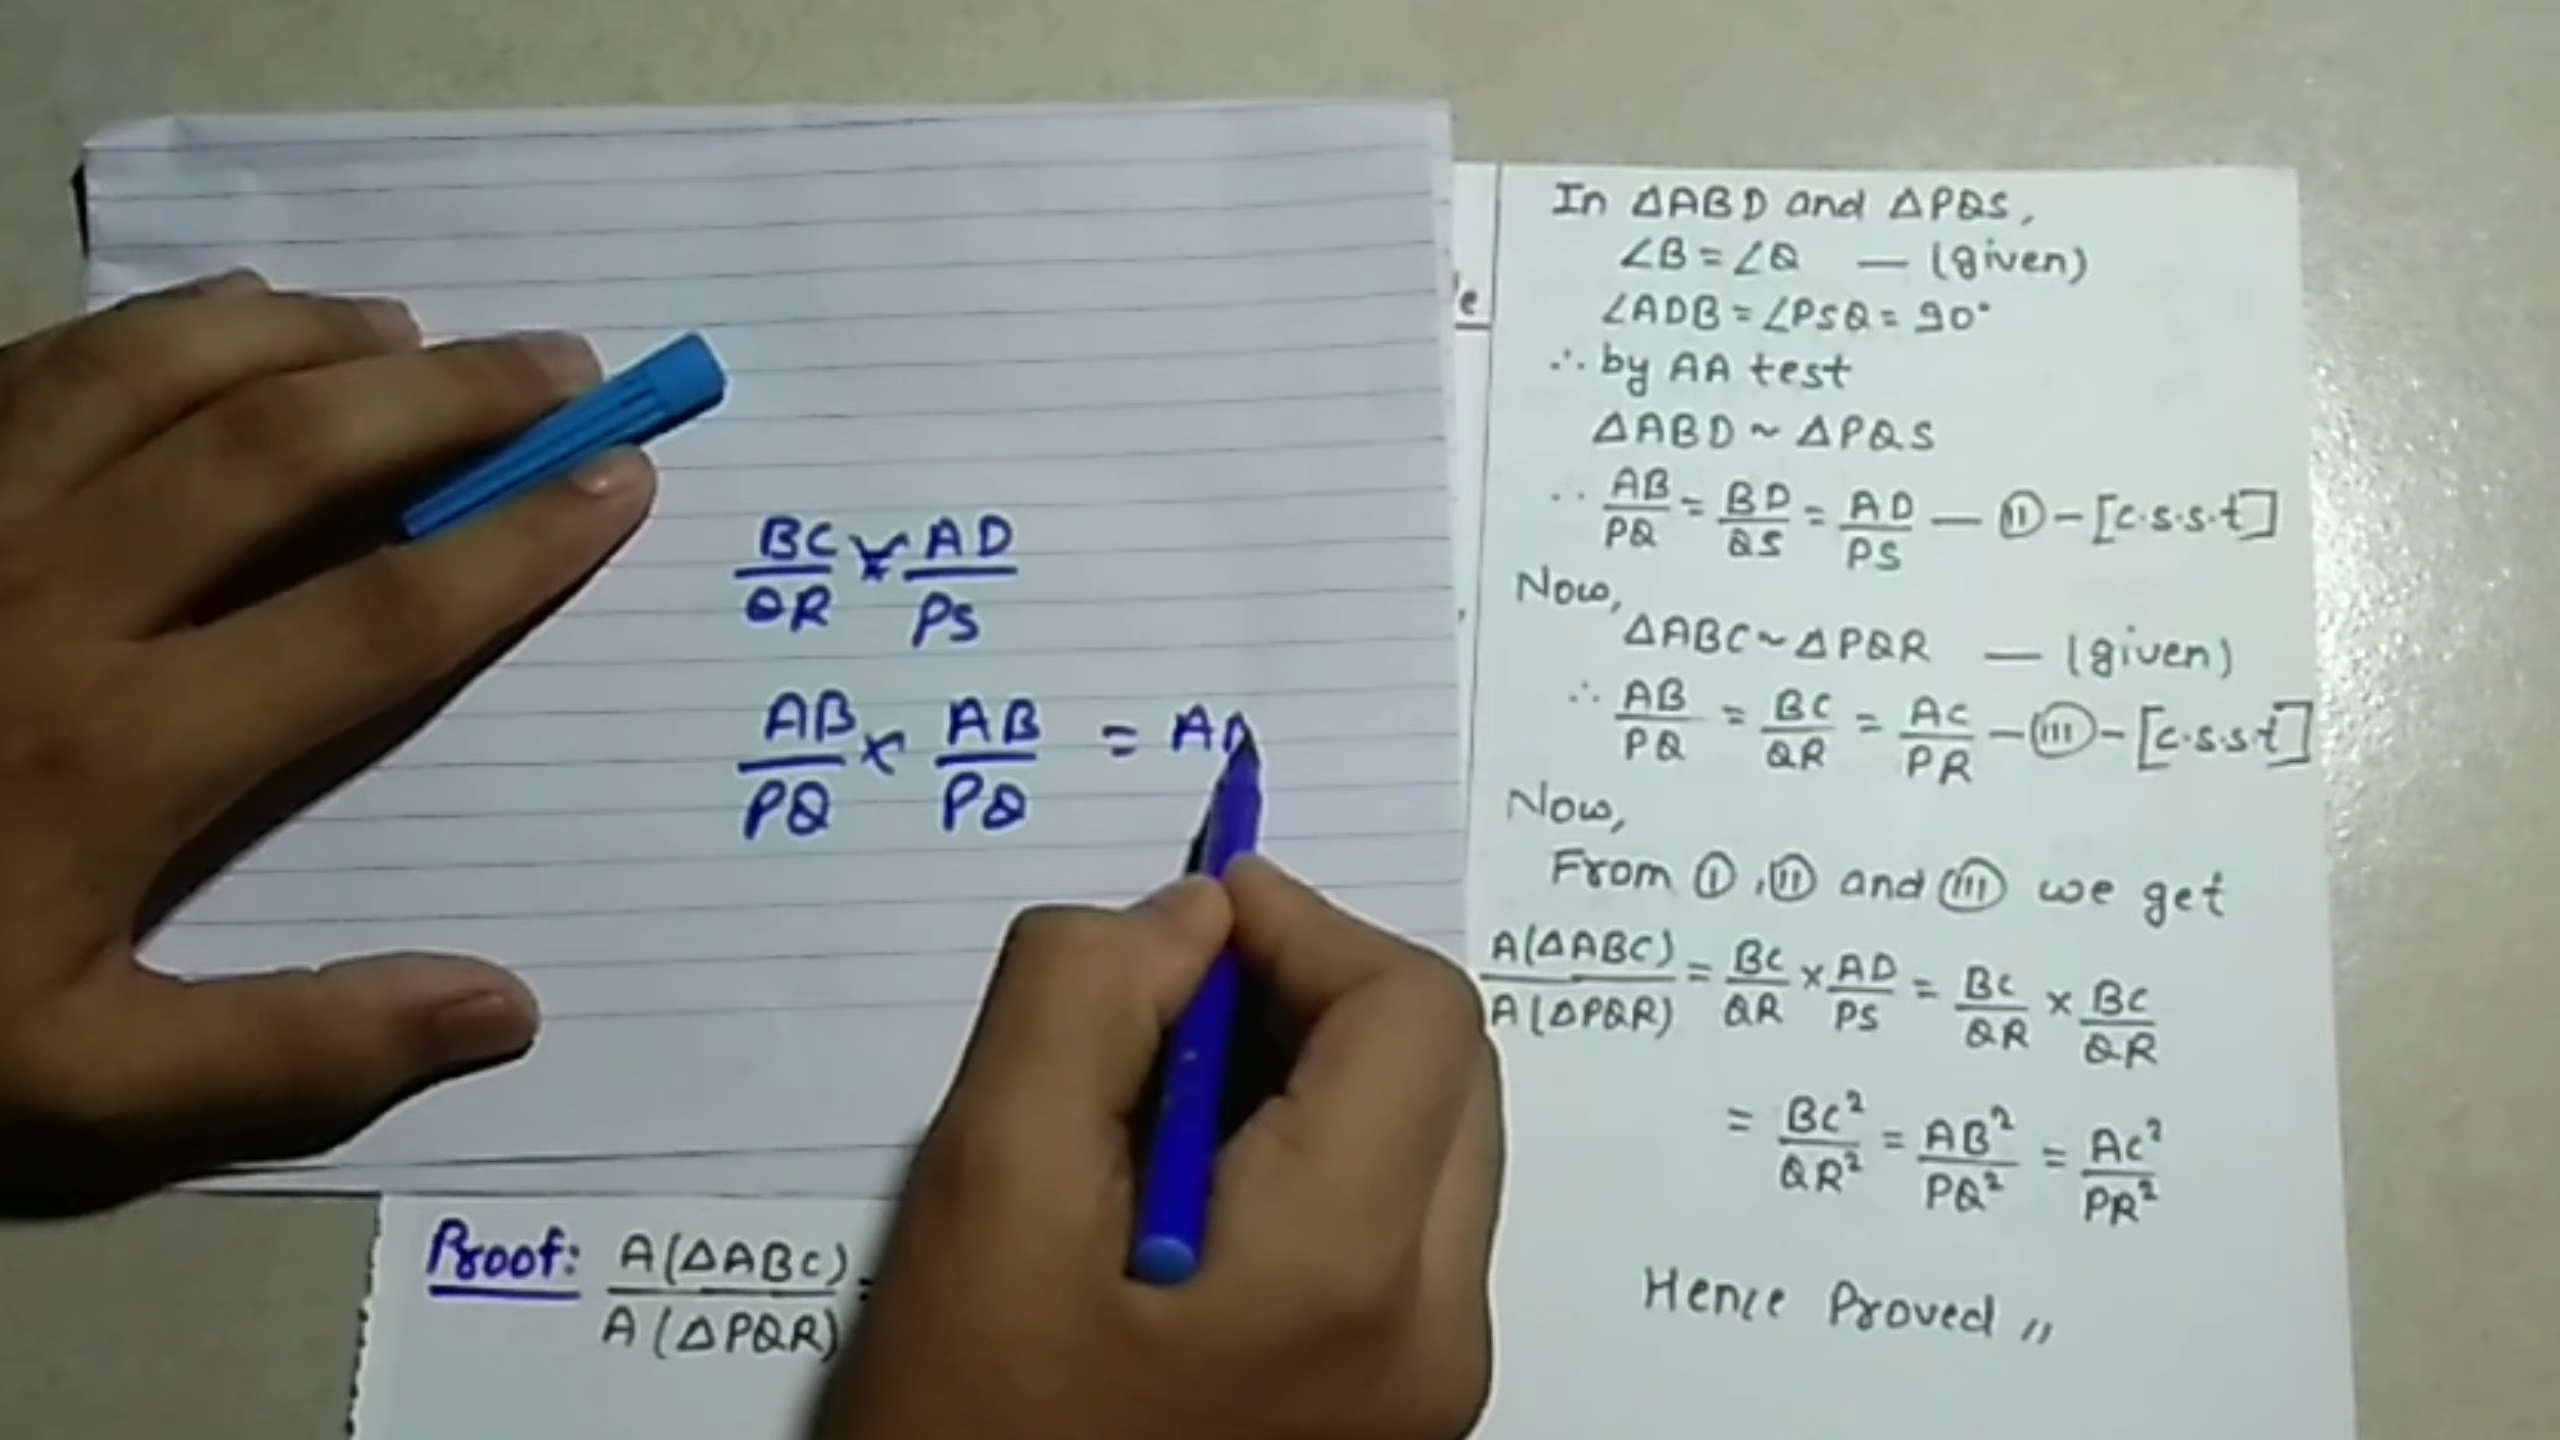 BC/QR × AD/PS
AB/PQ × AB/PQ = A
Proof: A(ΔABC)/A(ΔPQR) =
In ΔABD and ΔPQS,
∠B = ∠Q — (given)
∠ADB = ∠PSQ = 90°
∴ by AA test
ΔABD ~ ΔPQS
∴ AB/PQ = BD/QS = AD/PS — (II) - [c.s.s.t]
Now,
ΔABC ~ ΔPQR — (given)
∴ AB/PQ = BC/QR = AC/PR — (III) - [c.s.s.t]
Now,
From (I), (II) and (III) we get
A(ΔABC)/A(ΔPQR) = BC/QR × AD/PS = BC/QR × BC/QR
= BC²/QR² = AB²/PQ² = AC²/PR²
Hence Proved,,